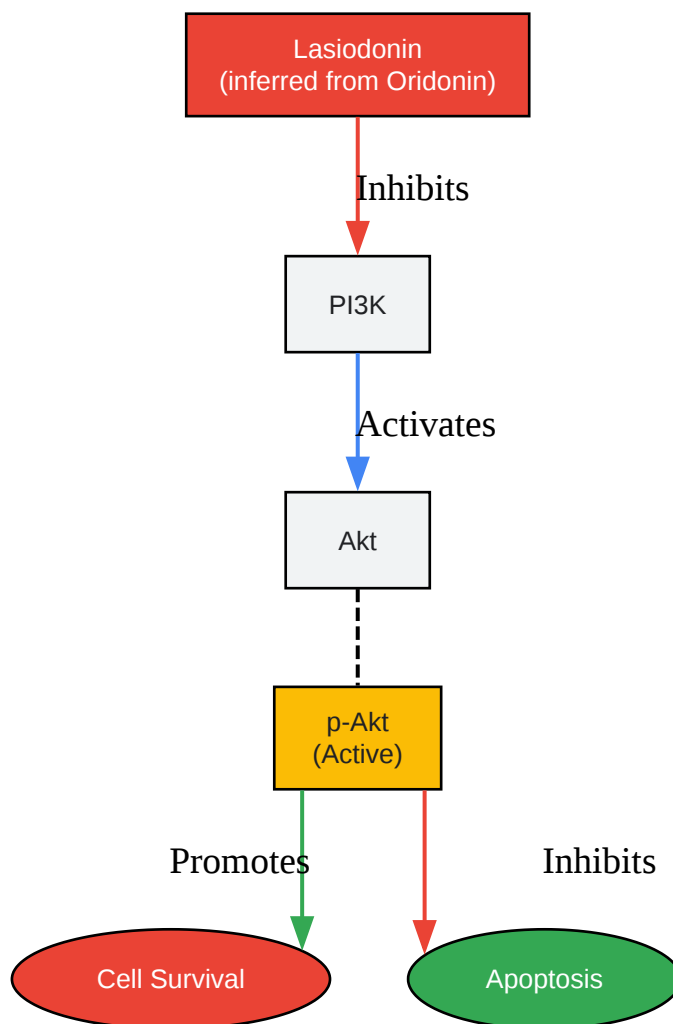 Lasiodonin
(inferred from Oridonin)
Inhibits
PI3K
Activates
Akt
p-Akt
(Active)
Promotes
Inhibits
Cell Survival
Apoptosis